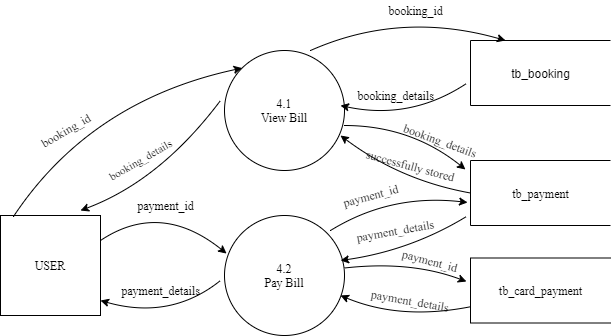 booking_id
tb_booking
4.1
View Bill
booking_details
booking_id
booking_details
booking_details
successfully stored
tb_payment
payment_id
payment_id
payment_details
USER
4.2
Pay Bill
payment_id
payment_details
payment_details
tb_card_payment